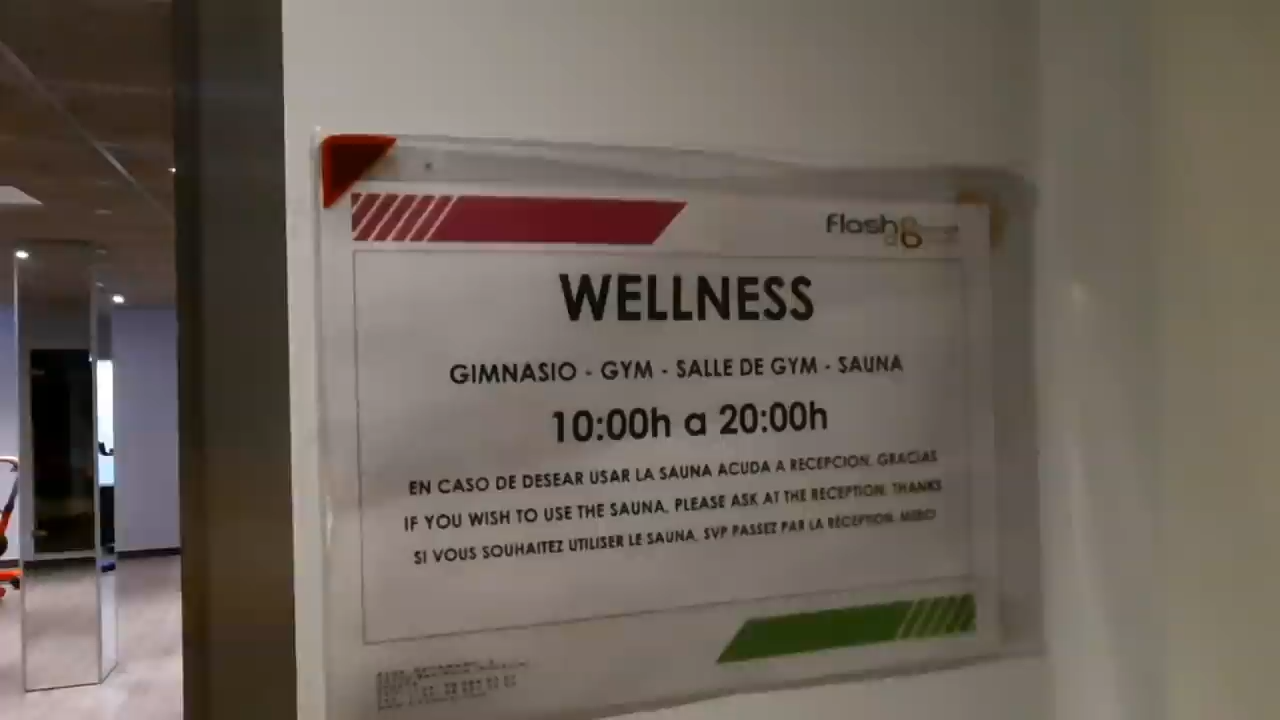 Flash
WELLNESS
GIMNASIO - GYM - SALLE DE GYM - SAUNA
10:00h a 20:00h
EN CASO DE DESEAR USAR LA SAUNA ACUDA A RECEPCION. GRACIAS
IF YOU WISH TO USE THE SAUNA, PLEASE ASK AT THE RECEPTION. THANKS
SI VOUS SOUHAITEZ UTILISER LE SAUNA, SVP PASSEZ PAR LA RÉCEPTION. MERCI